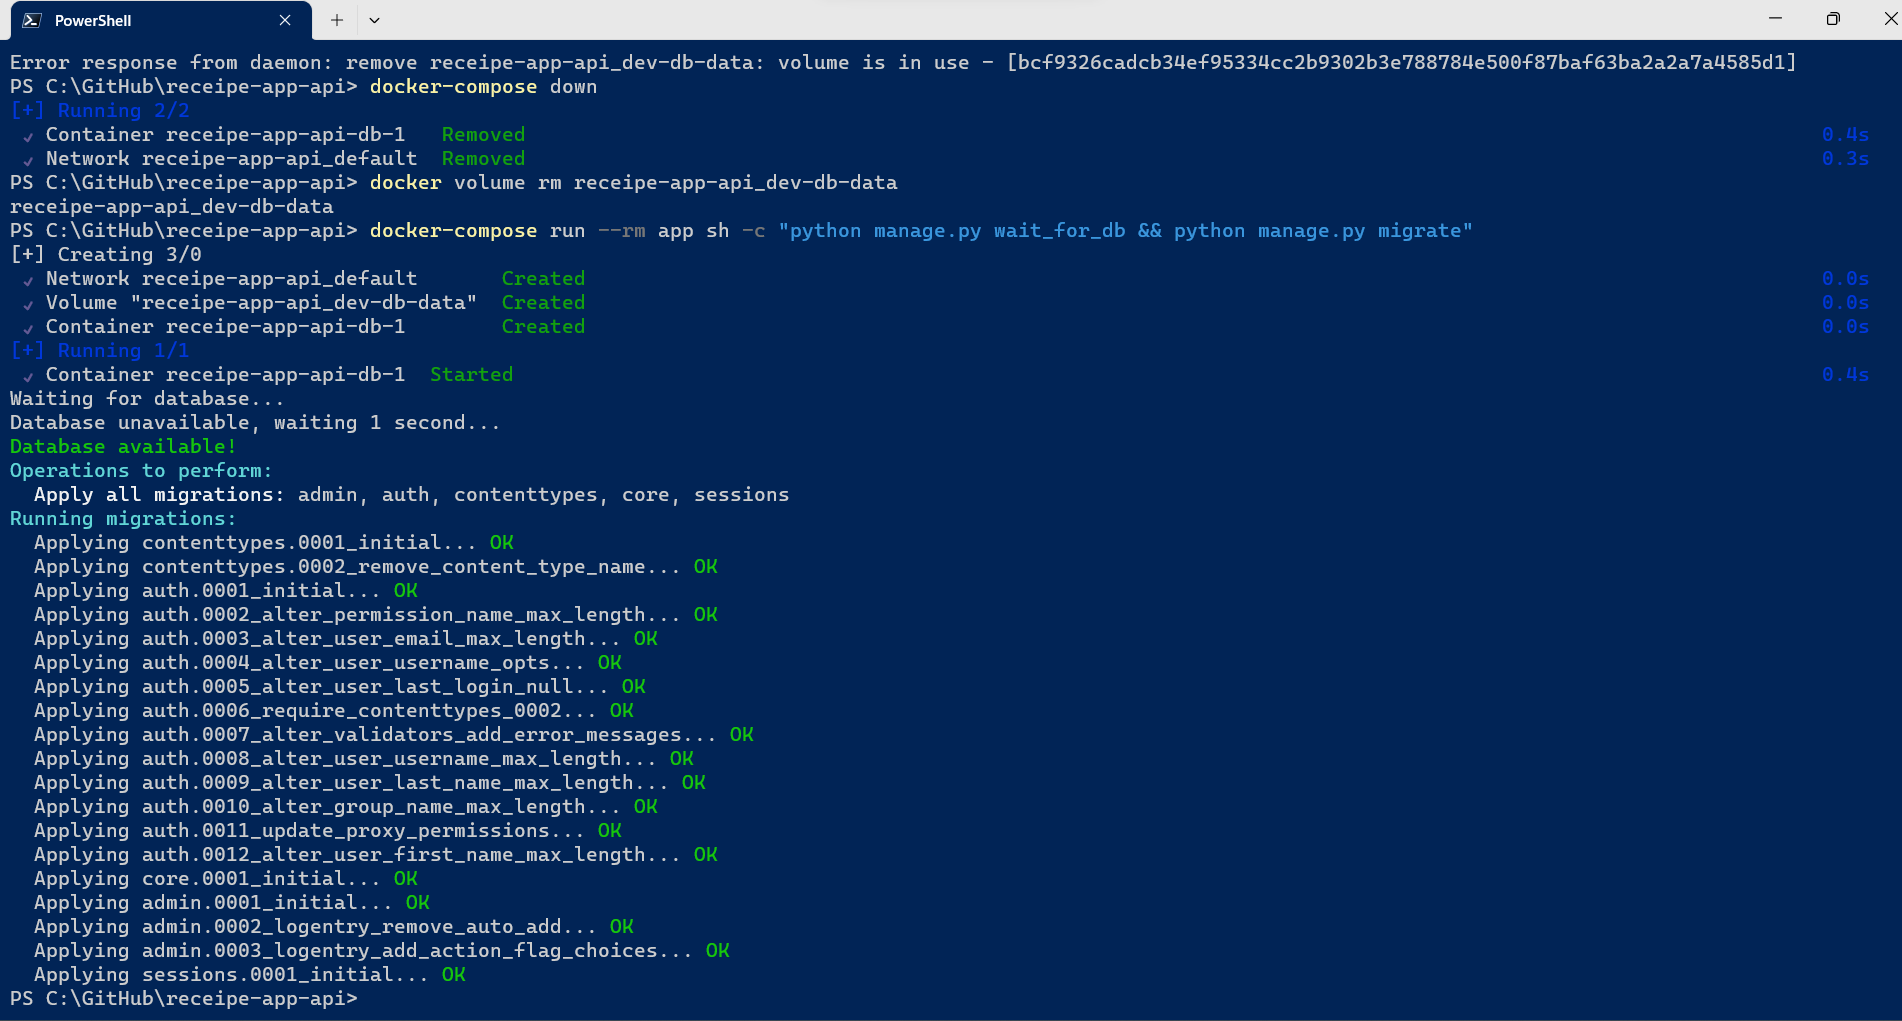 PowerShell
Error response from daemon: remove receipe-app-api_dev-db-data: volume is in use - [bcf9326cadcb34ef95334cc2b9302b3e788784e500f87baf63ba2a2a7a4585d1]
PS C:\GitHub\receipe-app-api> docker-compose down
[+] Running 2/2
✔ Container receipe-app-api-db-1 Removed 0.4s
✔ Network receipe-app-api_default Removed 0.3s
PS C:\GitHub\receipe-app-api> docker volume rm receipe-app-api_dev-db-data
receipe-app-api_dev-db-data
PS C:\GitHub\receipe-app-api> docker-compose run --rm app sh -c "python manage.py wait_for_db && python manage.py migrate"
[+] Creating 3/0
✔ Network receipe-app-api_default Created 0.0s
✔ Volume "receipe-app-api_dev-db-data" Created 0.0s
✔ Container receipe-app-api-db-1 Created 0.0s
[+] Running 1/1
✔ Container receipe-app-api-db-1 Started 0.4s
Waiting for database...
Database unavailable, waiting 1 second...
Database available!
Operations to perform:
Apply all migrations: admin, auth, contenttypes, core, sessions
Running migrations:
Applying contenttypes.0001_initial... OK
Applying contenttypes.0002_remove_content_type_name... OK
Applying auth.0001_initial... OK
Applying auth.0002_alter_permission_name_max_length... OK
Applying auth.0003_alter_user_email_max_length... OK
Applying auth.0004_alter_user_username_opts... OK
Applying auth.0005_alter_user_last_login_null... OK
Applying auth.0006_require_contenttypes_0002... OK
Applying auth.0007_alter_validators_add_error_messages... OK
Applying auth.0008_alter_user_username_max_length... OK
Applying auth.0009_alter_user_last_name_max_length... OK
Applying auth.0010_alter_group_name_max_length... OK
Applying auth.0011_update_proxy_permissions... OK
Applying auth.0012_alter_user_first_name_max_length... OK
Applying core.0001_initial... OK
Applying admin.0001_initial... OK
Applying admin.0002_logentry_remove_auto_add... OK
Applying admin.0003_logentry_add_action_flag_choices... OK
Applying sessions.0001_initial... OK
PS C:\GitHub\receipe-app-api>